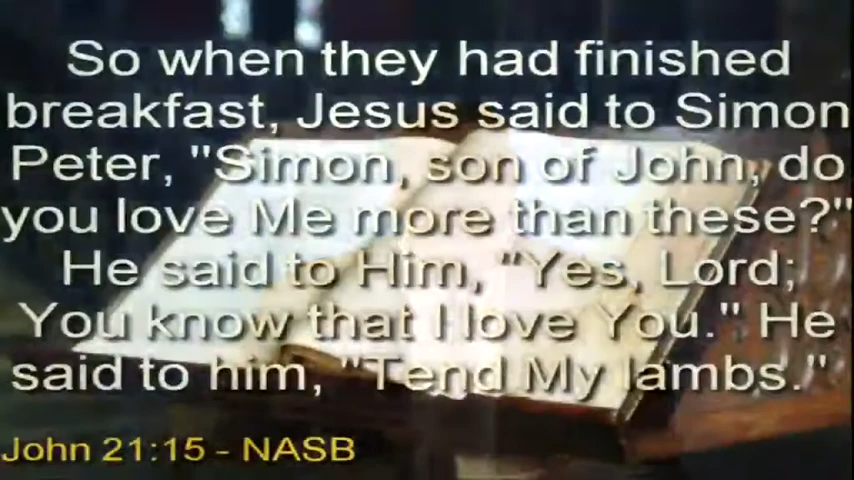 So when they had finished
breakfast, Jesus said to Simon
Peter, "Simon, son of John, do
you love Me more than these?"
He said to Him, "Yes, Lord;
You know that I love You." He
said to him, "Tend My lambs."
John 21:15 - NASB